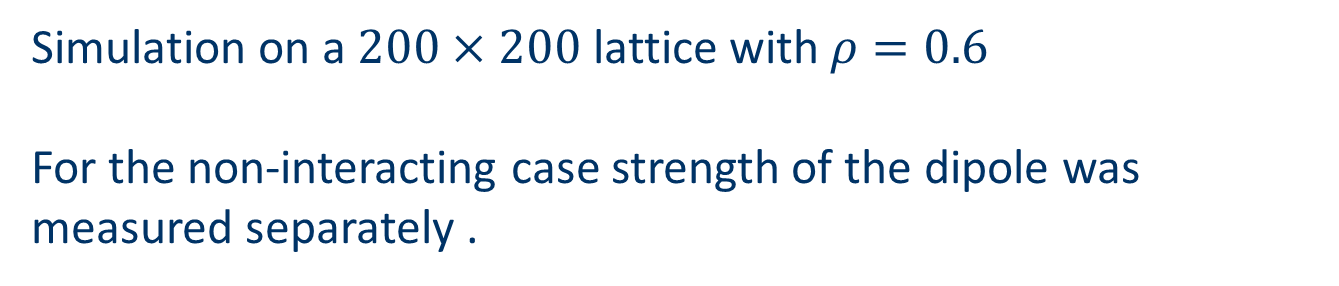 Simulation on a 200 × 200 lattice with ρ = 0.6
For the non-interacting case strength of the dipole was
measured separately .